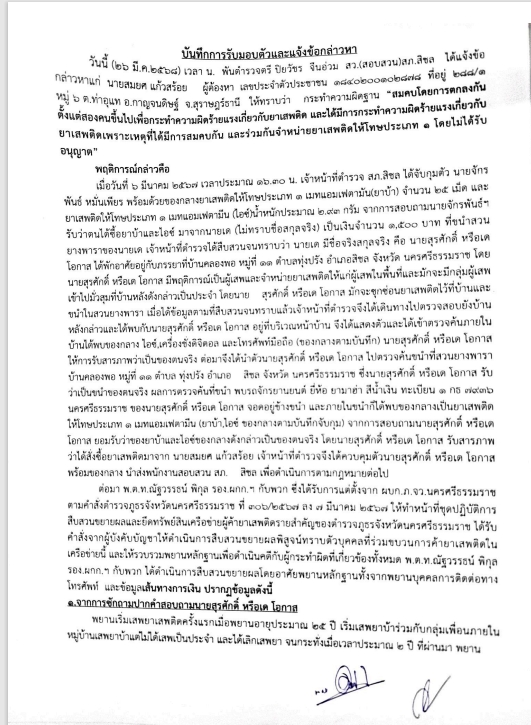 บันทึกการรับมอบตัวและแจ้งข้อกล่าวหา
วันนี้ (๒๖ มี.ค.๒๕๖๘) เวลา น. พันตำรวจตรี ปิยวัชร จีนอ่วม สว.(สอบสวน)สภ.สิชล ได้แจ้งข้อ
กล่าวหาแก่ นายสมยศ แก้วสร้อย ผู้ต้องหา เลขประจำตัวประชาชน ๑๘๔๐๒๐๐๑๐๒๘๗๘ ที่อยู่ ๒๘๘/๑
หมู่ ๖ ต.ท่าอุแท อ.กาญจนดิษฐ์ จ.สุราษฎร์ธานี ให้ทราบว่า กระทำความผิดฐาน "สมคบโดยการตกลงกัน
ตั้งแต่สองคนขึ้นไปเพื่อกระทำความผิดร้ายแรงเกี่ยวกับยาเสพติด และได้มีการกระทำความผิดร้ายแรงเกี่ยวกับ
ยาเสพติดเพราะเหตุที่ได้มีการสมคบกัน และร่วมกันจำหน่ายยาเสพติดให้โทษประเภท ๑ โดยไม่ได้รับ
อนุญาต"
พฤติการณ์กล่าวคือ
เมื่อวันที่ ๖ มีนาคม ๒๕๖๗ เวลาประมาณ ๑๖.๓๐ น. เจ้าหน้าที่ตำรวจ สภ.สิชล ได้จับกุมตัว นายจักร
พันธ์ หมั่นเพียร พร้อมด้วยของกลางยาเสพติดให้โทษประเภท ๑ เมทแอมเฟตามีน(ยาบ้า) จำนวน ๒๕ เม็ด และ
ยาเสพติดให้โทษประเภท ๑ เมทแอมเฟตามีน (ไอซ์)น้ำหนักประมาณ ๒.๙๓ กรัม จากการสอบถามนายจักรพันธ์ฯ
รับว่าตนได้ซื้อยาบ้าและไอซ์ มาจากนายเด (ไม่ทราบชื่อสกุลจริง) เป็นเงินจำนวน ๑,๕๐๐ บาท ที่ขนำสวน
ยางพาราของนายเด เจ้าหน้าที่ตำรวจได้สืบสวนจนทราบว่า นายเด มีชื่อจริงสกุลจริง คือ นายสุรศักดิ์ หรือเด
โอกาส ได้พักอาศัยอยู่กับภรรยาที่บ้านคลองพอ หมู่ที่ ๑๑ ตำบลทุ่งปรัง อำเภอสิชล จังหวัด นครศรีธรรมราช โดย
นายสุรศักดิ์ หรือเด โอกาส มีพฤติการณ์เป็นผู้เสพและจำหน่ายยาเสพติดให้แก่ผู้เสพในพื้นที่และมักจะมีกลุ่มผู้เสพ
เข้าไปมั่วสุมที่บ้านหลังดังกล่าวเป็นประจำ โดยนาย สุรศักดิ์ หรือเด โอกาส มักจะซุกซ่อนยาเสพติดไว้ที่บ้านและ
ขนำในสวนยางพารา เมื่อได้ข้อมูลตามที่สืบสวนจนทราบแล้วเจ้าหน้าที่ตำรวจจึงได้เดินทางไปตรวจสอบยังบ้าน
หลังกล่าวและได้พบกับนายสุรศักดิ์ หรือเด โอกาส อยู่ที่บริเวณหน้าบ้าน จึงได้แสดงตัวและได้เข้าตรวจค้นภายใน
บ้านได้พบของกลาง ไอซ์,เครื่องชั่งดิจิตอล และโทรศัพท์มือถือ (ของกลางตามบันทึก) นายสุรศักดิ์ หรือเด โอกาส
ให้การรับสารภาพว่าเป็นของตนจริง ต่อมาจึงได้นำตัวนายสุรศักดิ์ หรือเด โอกาส ไปตรวจค้นขนำที่สวนยางพารา
บ้านคลองพอ หมู่ที่ ๑๑ ตำบล ทุ่งปรัง อำเภอ สิชล จังหวัด นครศรีธรรมราช ซึ่งนายสุรศักดิ์ หรือเด โอกาส รับ
ว่าเป็นขนำของตนจริง ผลการตรวจค้นที่ขนำ พบรถจักรยานยนต์ ยี่ห้อ ยามาฮ่า สีน้ำเงิน ทะเบียน ๑ กธ ๗๙๓๖
นครศรีธรรมราช ของนายสุรศักดิ์ หรือเด โอกาส จอดอยู่ข้างขนำ และภายในขนำก็ได้พบของกลางเป็นยาเสพติด
ให้โทษประเภท ๑ เมทแอมเฟตามีน (ยาบ้า,ไอซ์ ของกลางตามบันทึกจับกุม) จากการสอบถามนายสุรศักดิ์ หรือเด
โอกาส ยอมรับว่าของยาบ้าและไอซ์ของกลางดังกล่าวเป็นของตนจริง โดยนายสุรศักดิ์ หรือเด โอกาส รับสารภาพ
ว่าได้สั่งซื้อยาเสพติดมาจาก นายสมยศ แก้วสร้อย เจ้าหน้าที่ตำรวจจึงได้ควบคุมตัวนายสุรศักดิ์ หรือเด โอกาส
พร้อมของกลาง นำส่งพนักงานสอบสวน สภ. สิชล เพื่อดำเนินการตามกฎหมายต่อไป
ต่อมา พ.ต.ท.ณัฐวรรธน์ พิกุล รอง.ผกก.ฯ กับพวก ซึ่งได้รับการแต่งตั้งจาก ผบก.ภ.จว.นครศรีธรรมราช
ตามคำสั่งตำรวจภูธรจังหวัดนครศรีธรรมราช ที่ ๓๐๖/๒๕๖๗ ลง ๗ มีนาคม ๒๕๖๗ ให้ทำหน้าที่ชุดปฏิบัติการ
สืบสวนขยายผลและยึดทรัพย์สินเครือข่ายผู้ค้ายาเสพติดรายสำคัญของตำรวจภูธรจังหวัดนครศรีธรรมราช ได้รับ
คำสั่งจากผู้บังคับบัญชาให้ดำเนินการสืบสวนขยายผลพิสูจน์ทราบตัวบุคคลที่ร่วมขบวนการค้ายาเสพติดใน
เครือข่ายนี้ และให้รวบรวมพยานหลักฐานเพื่อดำเนินคดีกับผู้กระทำผิดที่เกี่ยวข้องทั้งหมด พ.ต.ท.ณัฐวรรธน์ พิกุล
รอง.ผกก.ฯ กับพวก ได้ดำเนินการสืบสวนขยายผลโดยอาศัยพยานหลักฐานทั้งจากพยานบุคคลการติดต่อทาง
โทรศัพท์ และข้อมูลเส้นทางการเงิน ปรากฏข้อมูลดังนี้
๑.จากการซักถามปากคำสอบถามนายสุรศักดิ์ หรือเด โอกาส
พยานเริ่มเสพยาเสพติดครั้งแรกเมื่อพยานอายุประมาณ ๒๕ ปี เริ่มเสพยาบ้าร่วมกับกลุ่มเพื่อนภายใน
หมู่บ้านเสพยาบ้าแต่ไม่ได้เสพเป็นประจำ และได้เลิกเสพยา จนกระทั่งเมื่อเวลาประมาณ ๒ ปี ที่ผ่านมา พยาน